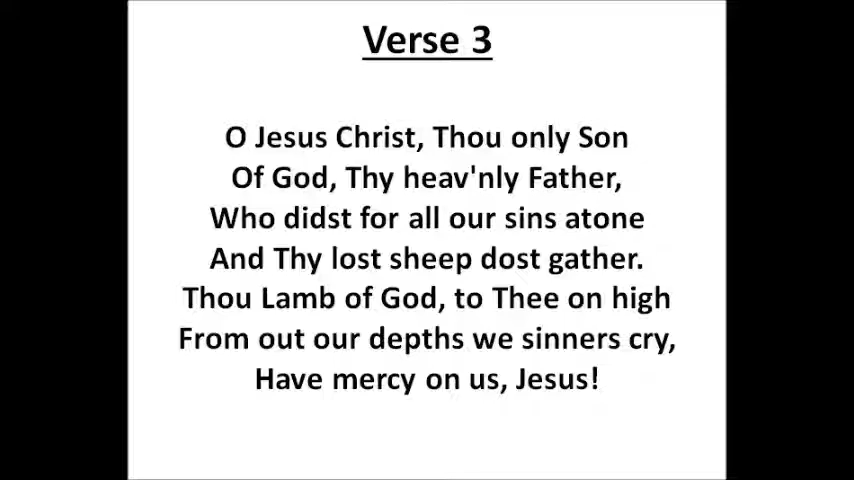 Verse 3
O Jesus Christ, Thou only Son
Of God, Thy heav'nly Father,
Who didst for all our sins atone
And Thy lost sheep dost gather.
Thou Lamb of God, to Thee on high
From out our depths we sinners cry,
Have mercy on us, Jesus!